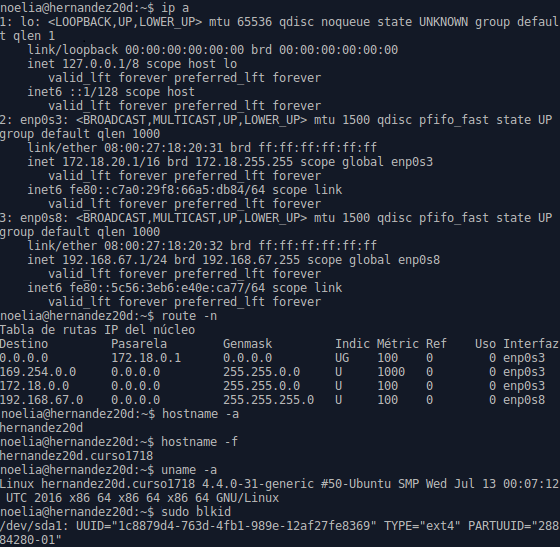 noelia@hernandez20d:~$ ip a
1: lo: <LOOPBACK,UP,LOWER_UP> mtu 65536 qdisc noqueue state UNKNOWN group defaul
t qlen 1
    link/loopback 00:00:00:00:00:00 brd 00:00:00:00:00:00
    inet 127.0.0.1/8 scope host lo
       valid_lft forever preferred_lft forever
    inet6 ::1/128 scope host
       valid_lft forever preferred_lft forever
2: enp0s3: <BROADCAST,MULTICAST,UP,LOWER_UP> mtu 1500 qdisc pfifo_fast state UP
group default qlen 1000
    link/ether 08:00:27:18:20:31 brd ff:ff:ff:ff:ff:ff
    inet 172.18.20.1/16 brd 172.18.255.255 scope global enp0s3
       valid_lft forever preferred_lft forever
    inet6 fe80::c7a0:29f8:66a5:db84/64 scope link
       valid_lft forever preferred_lft forever
3: enp0s8: <BROADCAST,MULTICAST,UP,LOWER_UP> mtu 1500 qdisc pfifo_fast state UP
group default qlen 1000
    link/ether 08:00:27:18:20:32 brd ff:ff:ff:ff:ff:ff
    inet 192.168.67.1/24 brd 192.168.67.255 scope global enp0s8
       valid_lft forever preferred_lft forever
    inet6 fe80::5c56:3eb6:e40e:ca77/64 scope link
       valid_lft forever preferred_lft forever
noelia@hernandez20d:~$ route -n
Tabla de rutas IP del núcleo
Destino         Pasarela        Genmask         Indic Métric Ref    Uso Interfaz
0.0.0.0         172.18.0.1      0.0.0.0         UG    100    0        0 enp0s3
169.254.0.0     0.0.0.0         255.255.0.0     U     1000   0        0 enp0s3
172.18.0.0      0.0.0.0         255.255.0.0     U     100    0        0 enp0s3
192.168.67.0    0.0.0.0         255.255.255.0   U     100    0        0 enp0s8
noelia@hernandez20d:~$ hostname -a
hernandez20d
noelia@hernandez20d:~$ hostname -f
hernandez20d.curso1718
noelia@hernandez20d:~$ uname -a
Linux hernandez20d.curso1718 4.4.0-31-generic #50-Ubuntu SMP Wed Jul 13 00:07:12
 UTC 2016 x86_64 x86_64 x86_64 GNU/Linux
noelia@hernandez20d:~$ sudo blkid
/dev/sda1: UUID="1c8879d4-763d-4fb1-989e-12af27fe8369" TYPE="ext4" PARTUUID="288
84280-01"